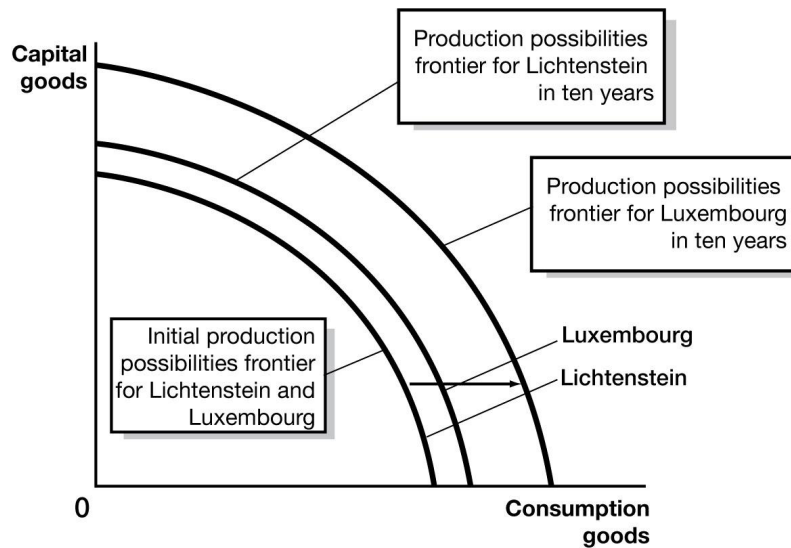 Capital
goods
Production possibilities
frontier for Lichtenstein
in ten years
Production possibilities
frontier for Luxembourg
in ten years
Initial production
possibilities frontier
for Lichtenstein and
Luxembourg
Luxembourg
Lichtenstein
0
Consumption
goods